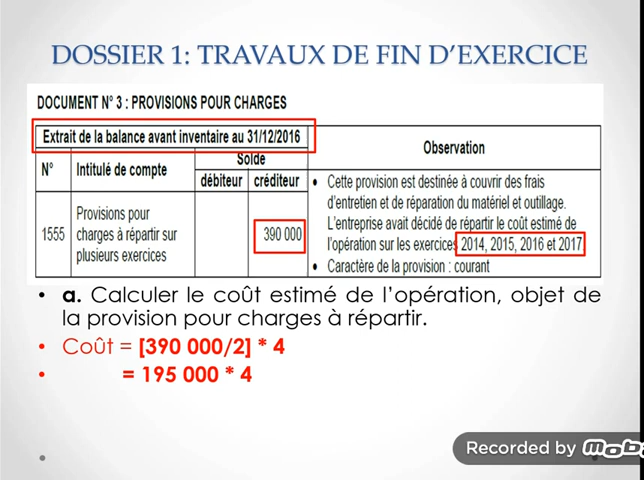 DOSSIER 1: TRAVAUX DE FIN D'EXERCICE
DOCUMENT N° 3 : PROVISIONS POUR CHARGES
Extrait de la balance avant inventaire au 31/12/2016
Observation
N°
Intitulé de compte
Solde
débiteur
créditeur
1555
Provisions pour
charges à répartir sur
plusieurs exercices
390 000
• Cette provision est destinée à couvrir des frais
d'entretien et de réparation du matériel et outillage.
L'entreprise avait décidé de répartir le coût estimé de
l'opération sur les exercices 2014, 2015, 2016 et 2017
• Caractère de la provision : courant
• a. Calculer le coût estimé de l'opération, objet de
la provision pour charges à répartir.
• Coût = [390 000/2] * 4
• = 195 000 * 4
Recorded by